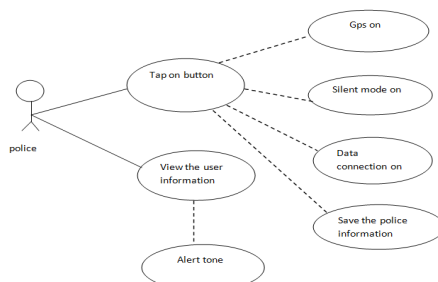 Gps on
Tap on button
Silent mode on
police
Data
connection on
View the user
information
Save the police
information
Alert tone